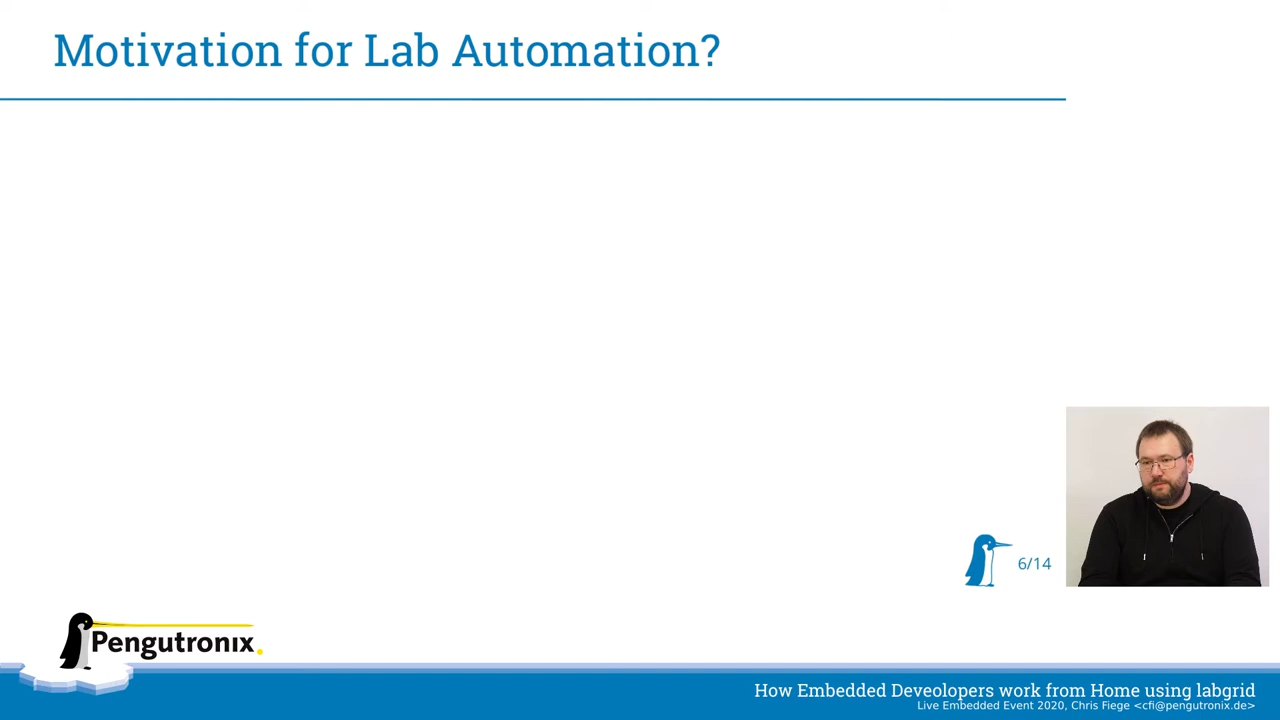 Motivation for Lab Automation?
6/14
Pengutronix.
How Embedded Deveolopers work from Home using labgrid
Live Embedded Event 2020, Chris Fiege <cfi@pengutronix.de>